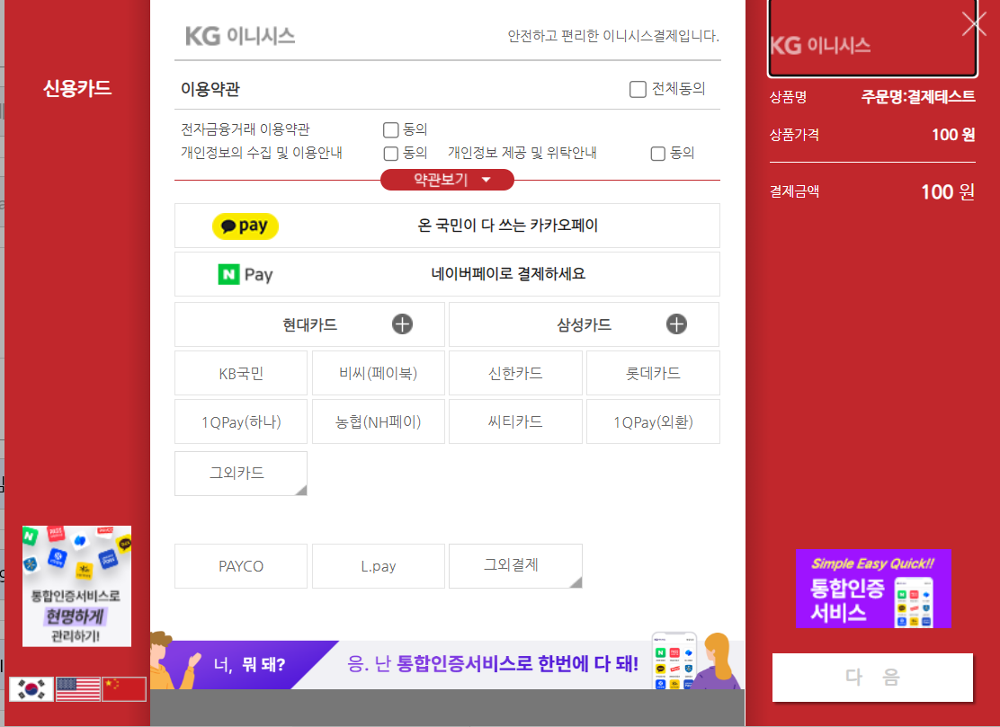 신용카드
통합인증서비스로
현명하게
관리하기!
KG 이니시스
안전하고 편리한 이니시스결제입니다.
이용약관
전체동의
전자금융거래 이용약관
동의
개인정보의 수집 및 이용안내
동의
개인정보 제공 및 위탁안내
동의
약관보기
pay
온 국민이 다 쓰는 카카오페이
N Pay
네이버페이로 결제하세요
현대카드
삼성카드
KB국민
비씨(페이북)
신한카드
롯데카드
1QPay(하나)
농협(NH페이)
씨티카드
1QPay(외환)
그외카드
PAYCO
L.pay
그외결제
너, 뭐 돼?
응. 난 통합인증서비스로 한번에 다 돼!
KG 이니시스
상품명
주문명:결제테스트
상품가격
100 원
결제금액
100 원
Simple Easy Quick!!
통합인증
서비스
다 음